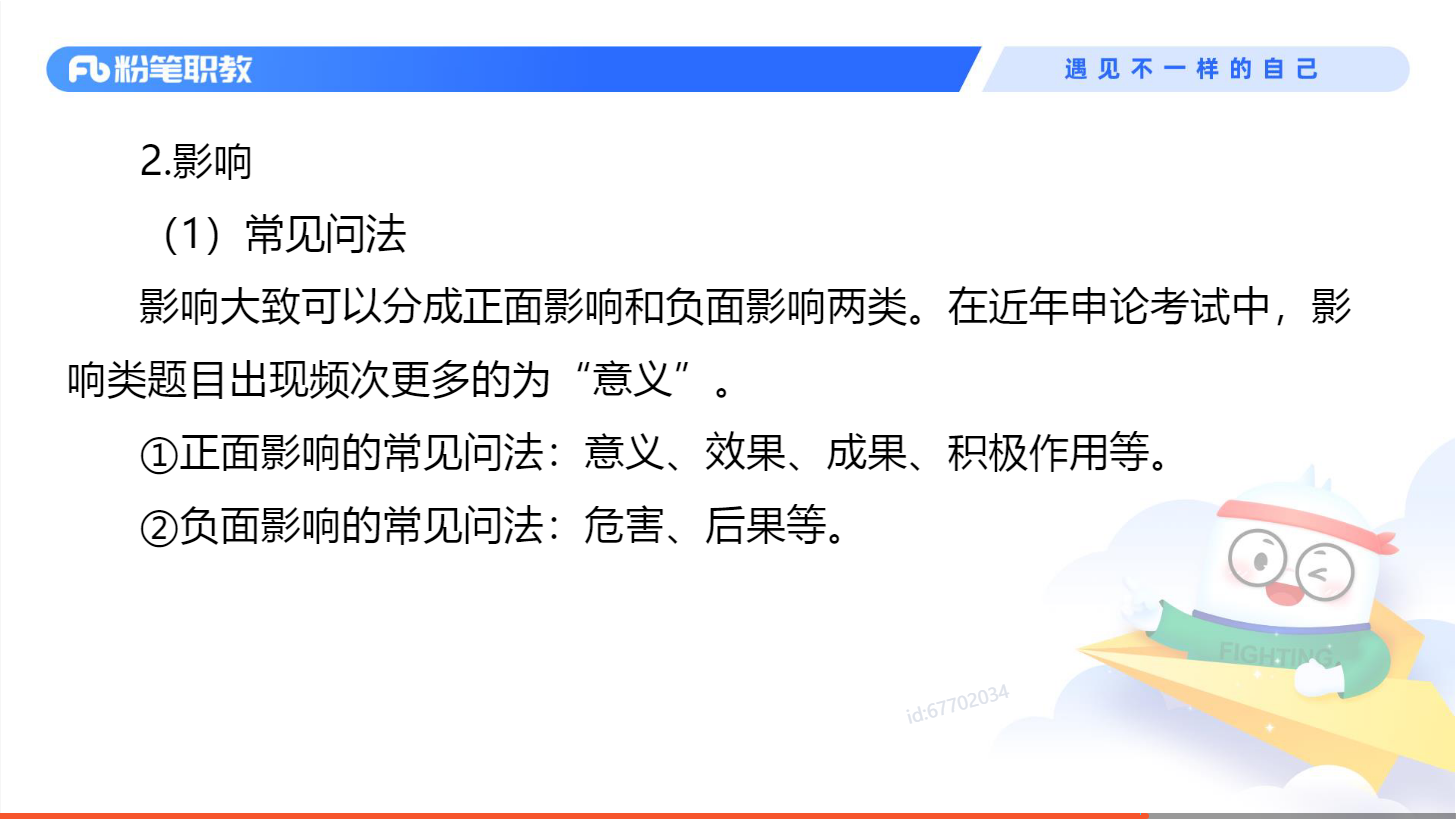 粉笔职教
遇见不一样的自己
2.影响
（1）常见问法
影响大致可以分成正面影响和负面影响两类。在近年申论考试中，影
响类题目出现频次更多的为“意义”。
①正面影响的常见问法：意义、效果、成果、积极作用等。
②负面影响的常见问法：危害、后果等。
FIGHTING
id:67702034